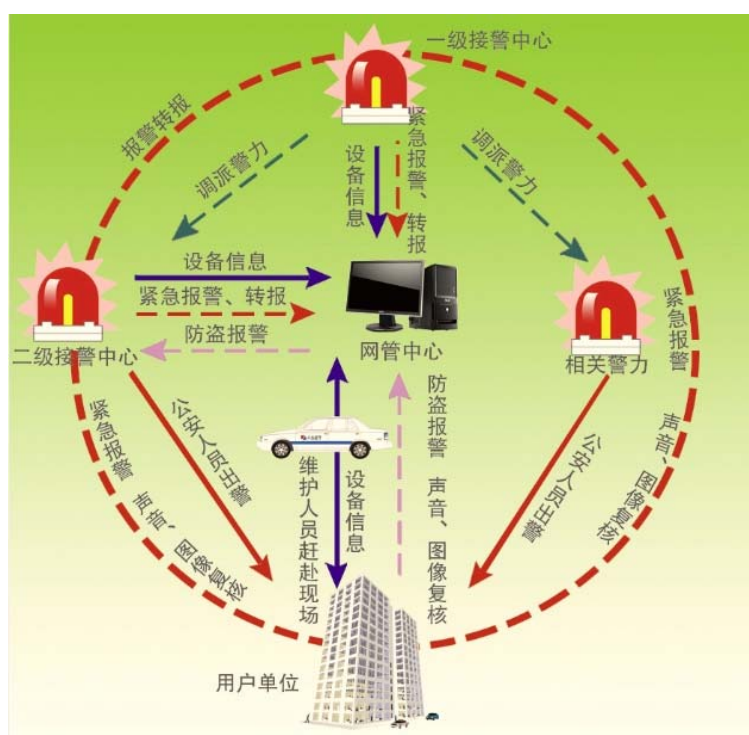 一级接警中心
报警转报
紧急报警、转报
设备信息
调派警力
调派警力
设备信息
紧急报警、转报
防盗报警
二级接警中心
网管中心
相关警力
紧急报警
声音、图像复核
公安人员出警
紧急报警
声音、图像复核
公安人员出警
维护人员赶赴现场
设备信息
防盗报警 声音、图像复核
用户单位